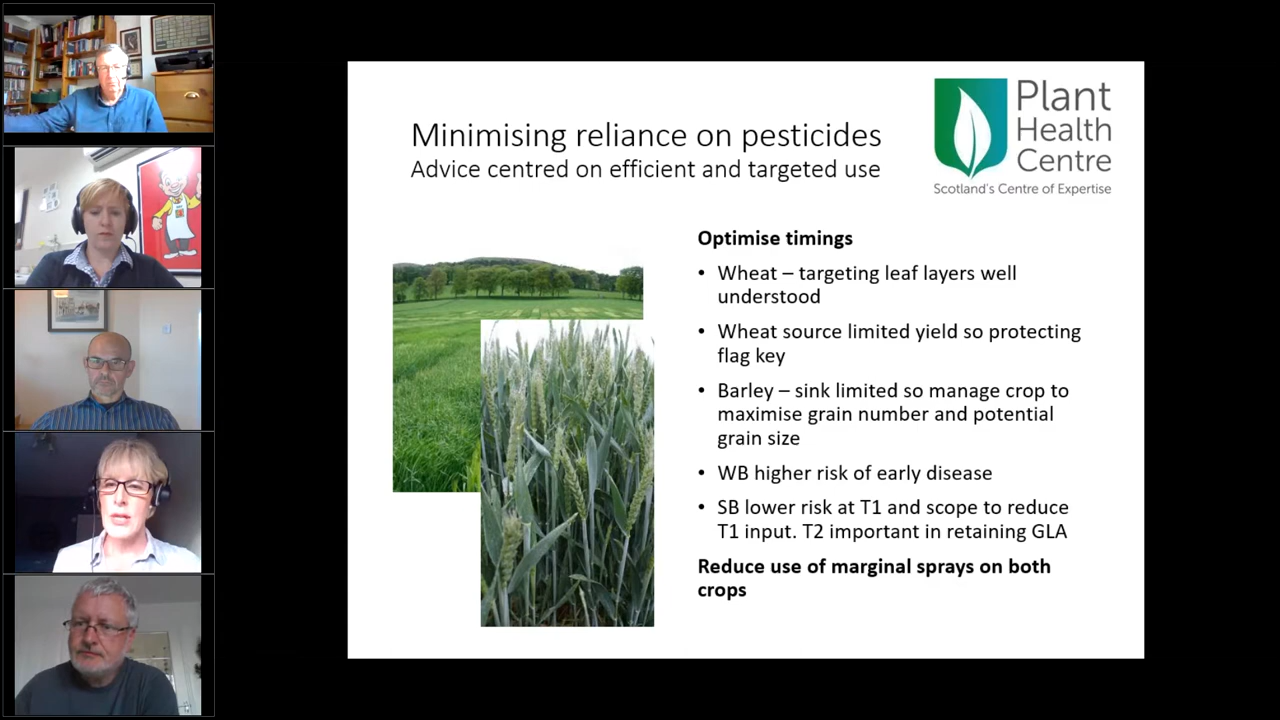 Minimising reliance on pesticides
Advice centred on efficient and targeted use
Plant
Health
Centre
Scotland's Centre of Expertise
Optimise timings
• Wheat – targeting leaf layers well
understood
• Wheat source limited yield so protecting
flag key
• Barley – sink limited so manage crop to
maximise grain number and potential
grain size
• WB higher risk of early disease
• SB lower risk at T1 and scope to reduce
T1 input. T2 important in retaining GLA
Reduce use of marginal sprays on both
crops